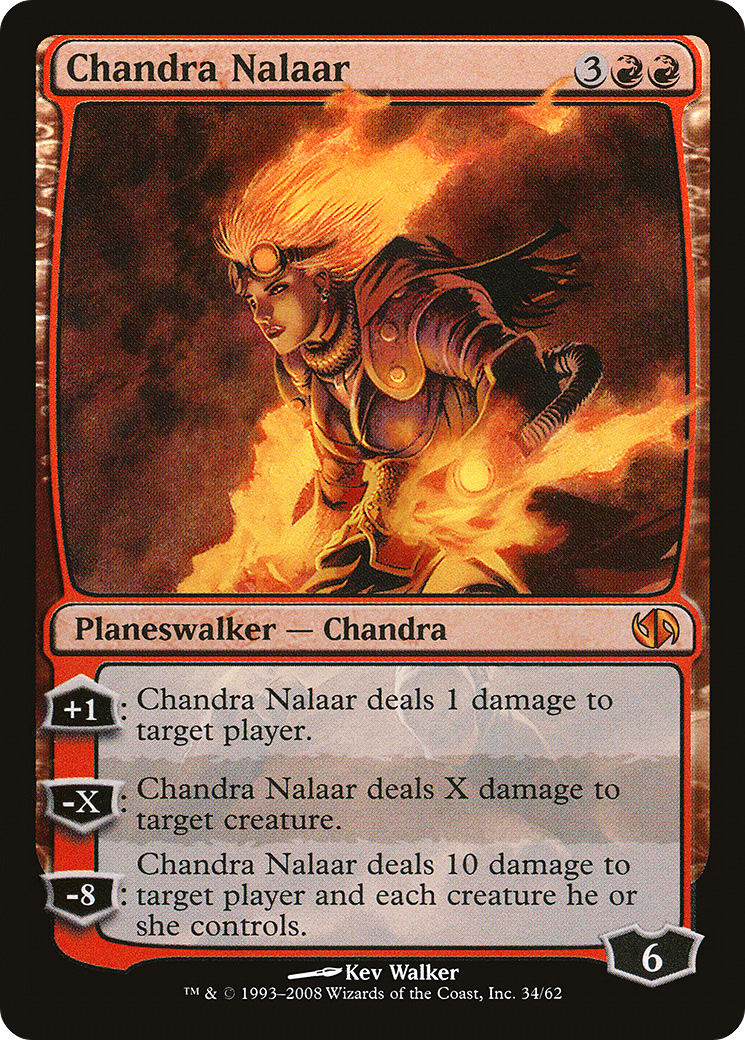 Chandra Nalaar 3
Planeswalker — Chandra
+1: Chandra Nalaar deals 1 damage to
target player.
-X: Chandra Nalaar deals X damage to
target creature.
Chandra Nalaar deals 10 damage to
-8: target player and each creature he or
she controls.
6
Kev Walker
™ & © 1993–2008 Wizards of the Coast, Inc. 34/62